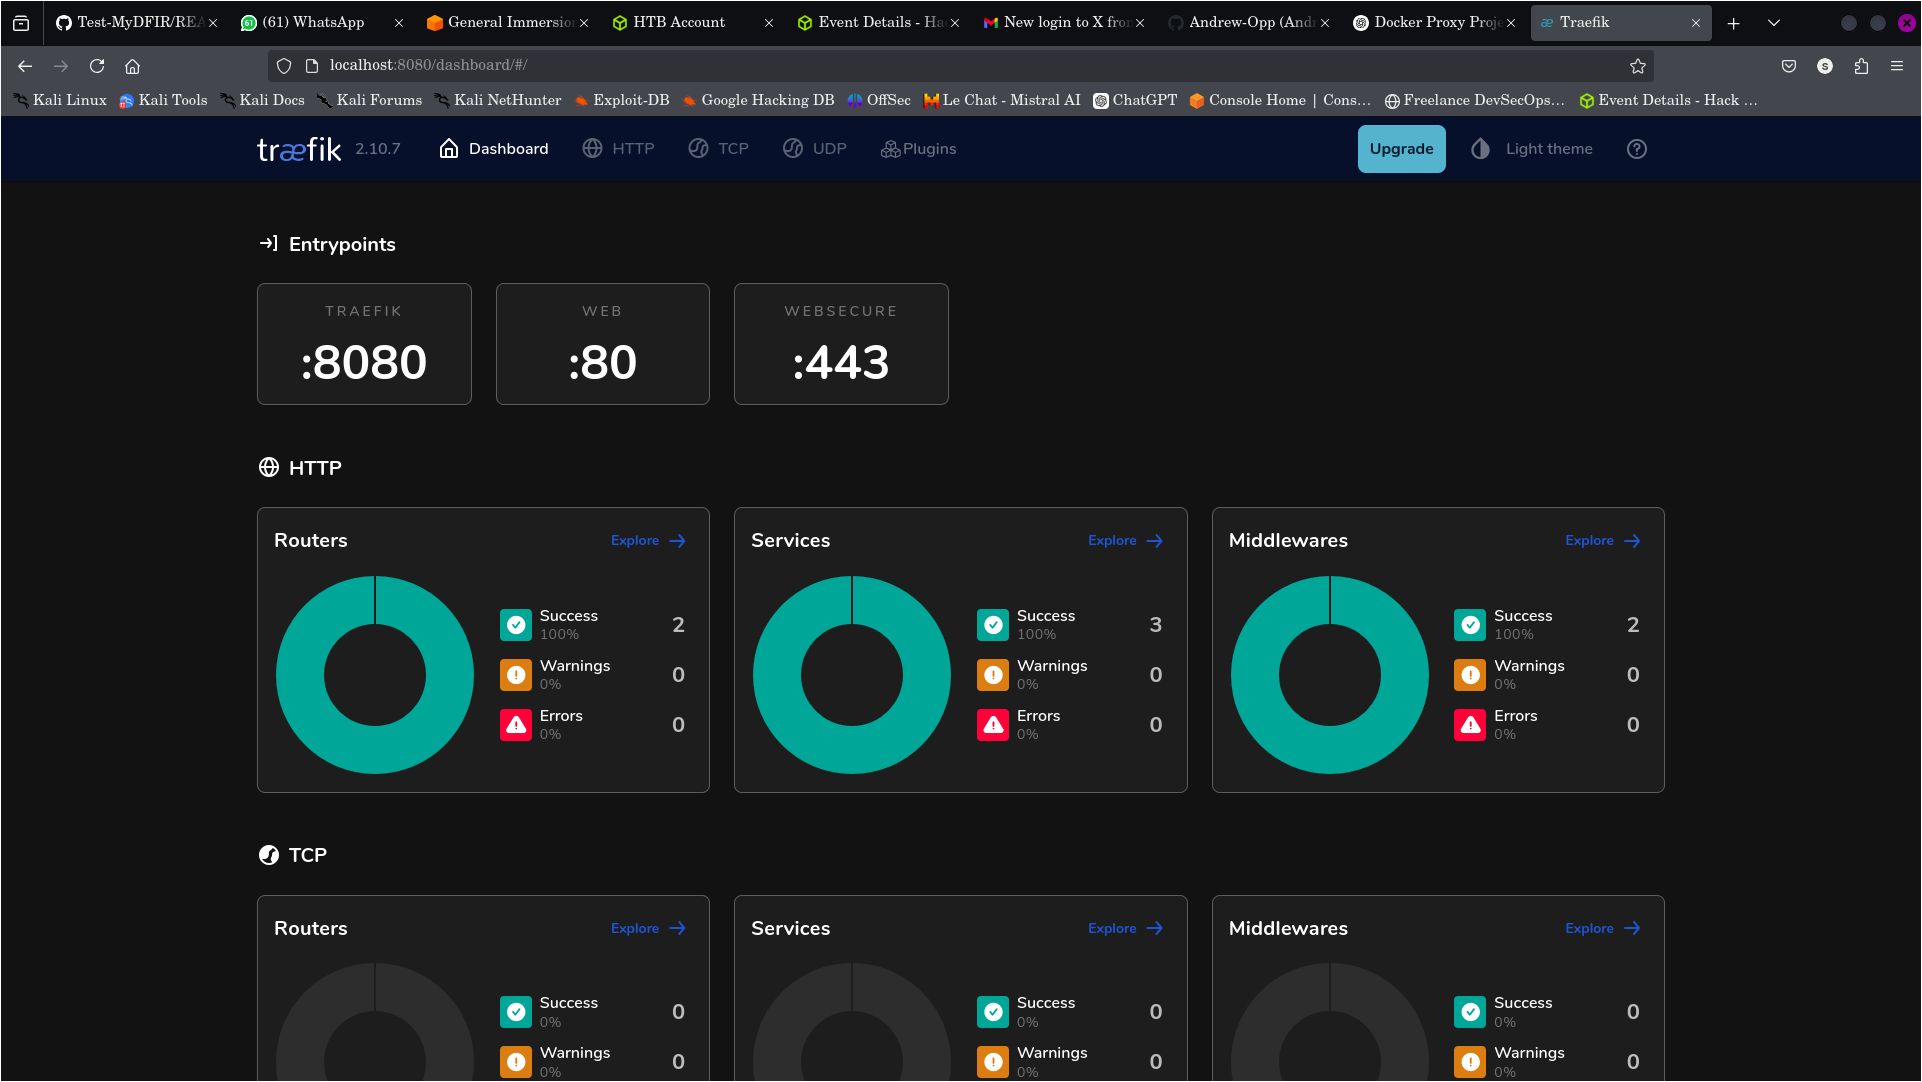 Test-MyDFIR/REA
(61) WhatsApp
General Immersion
HTB Account
Event Details - Ha
New login to X from
Andrew-Opp (And
Docker Proxy Proje
Traefik
localhost:8080/dashboard/#/
S
Kali Linux
Kali Tools
Kali Docs
Kali Forums
Kali NetHunter
Exploit-DB
Google Hacking DB
OffSec
Le Chat - Mistral AI
ChatGPT
Console Home | Cons…
Freelance DevSecOps…
Event Details - Hack …
træfik 2.10.7
Dashboard
HTTP
TCP
UDP
Plugins
Upgrade
Light theme
Entrypoints
TRAEFIK
:8080
WEB
:80
WEBSECURE
:443
HTTP
Routers
Explore
Success
100%
2
Warnings
0%
0
Errors
0%
0
Services
Explore
Success
100%
3
Warnings
0%
0
Errors
0%
0
Middlewares
Explore
Success
100%
2
Warnings
0%
0
Errors
0%
0
TCP
Routers
Explore
Success
0%
0
Warnings
0%
0
Services
Explore
Success
0%
0
Warnings
0%
0
Middlewares
Explore
Success
0%
0
Warnings
0%
0